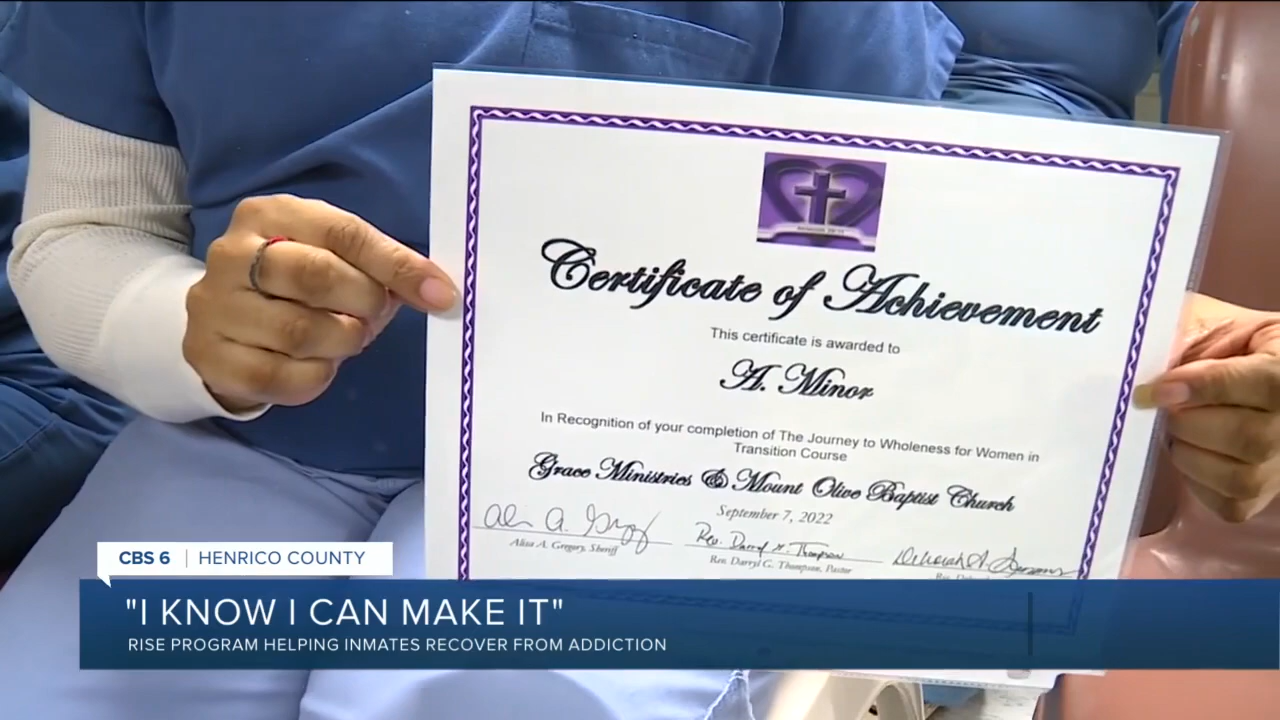 Certificate of Achievement
This certificate is awarded to
A. Minor
In Recognition of your completion of The Journey to Wholeness for Women in
Transition Course
Grace Ministries & Mount Olive Baptist Church
September 7, 2022
Alisa A. Gregory, Sheriff
Rev. Darryl G. Thompson, Pastor
CBS 6 | HENRICO COUNTY
"I KNOW I CAN MAKE IT"
RISE PROGRAM HELPING INMATES RECOVER FROM ADDICTION